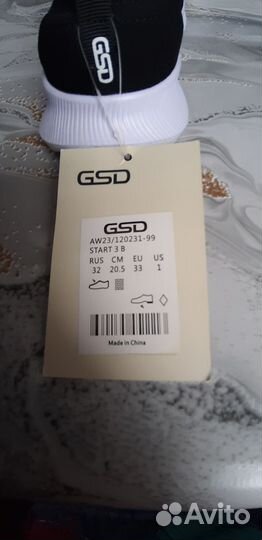 GSD
GSD
GSD
AW23/120231-99
START 3 B
RUS CM EU US
32 20.5 33 1
Made in China
Avito